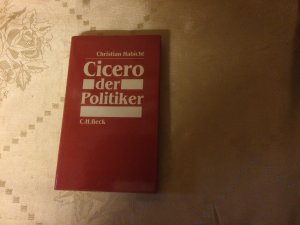 Christian Habicht
Cicero
der
Politiker
C.H.Beck